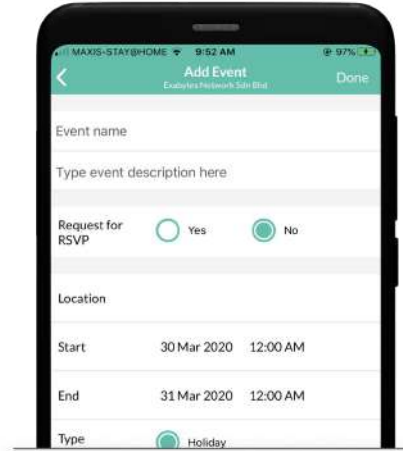 MAXIS-STAY@HOME 9:52 AM 97%
Add Event
Exabytes Network Sdn Bhd
Done
Event name
Type event description here
Request for
RSVP
Yes
No
Location
Start 30 Mar 2020 12:00 AM
End 31 Mar 2020 12:00 AM
Type
Holiday